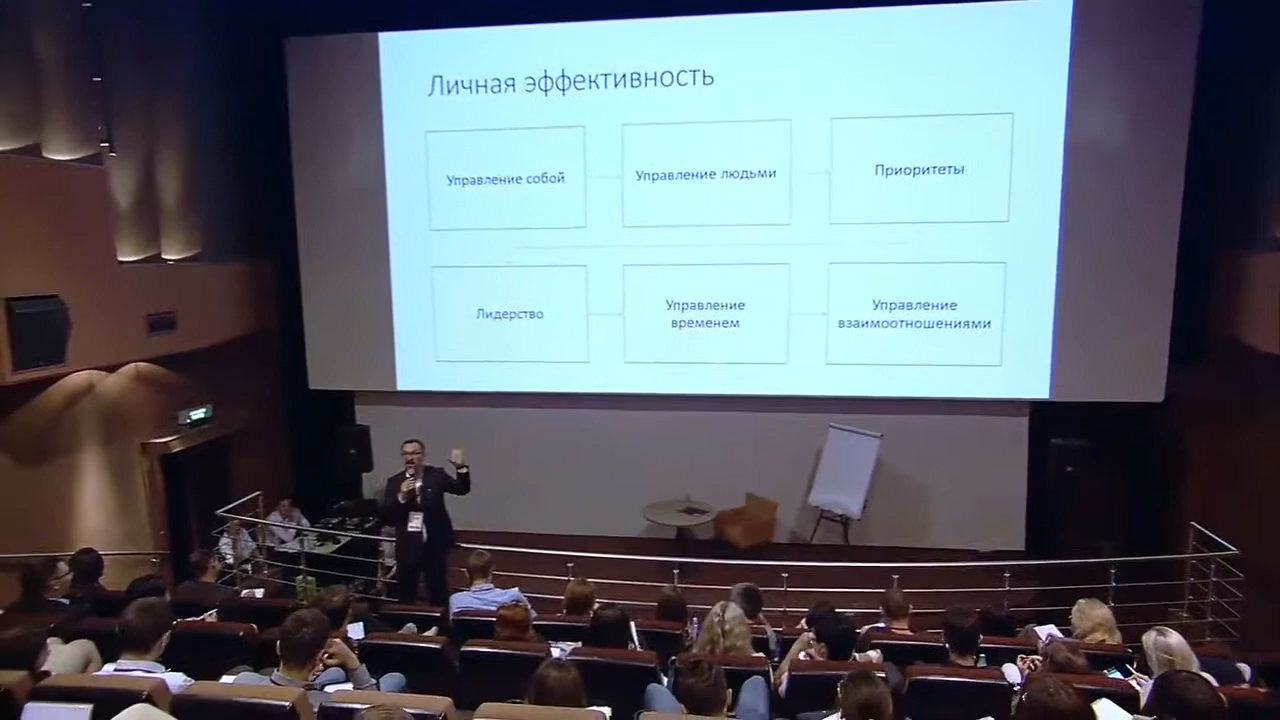 Личная эффективность
Управление собой
Управление людьми
Приоритеты
Лидерство
Управление
временем
Управление
взаимоотношениями